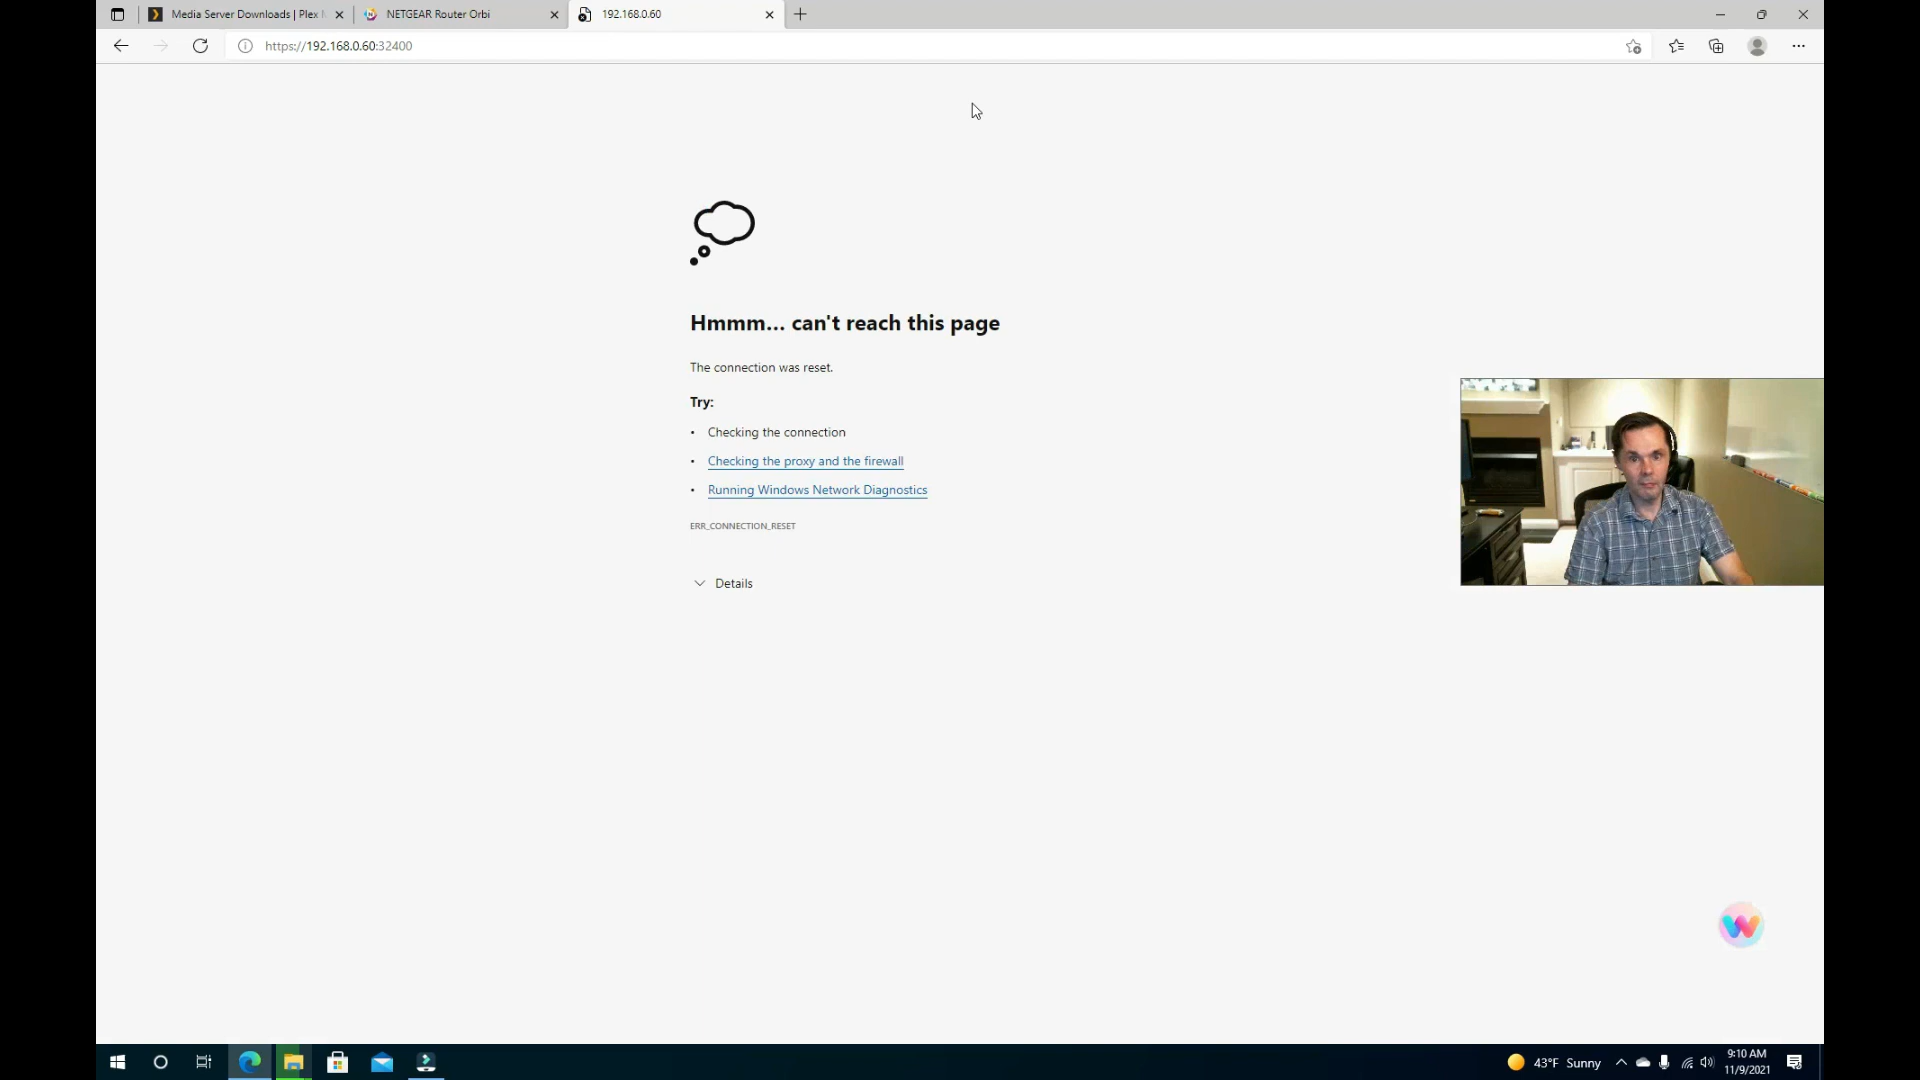 Media Server Downloads | Plex
NETGEAR Router Orbi
192.168.0.60
https://192.168.0.60:32400
Hmmm... can't reach this page
The connection was reset.
Try:
• Checking the connection
• Checking the proxy and the firewall
• Running Windows Network Diagnostics
ERR_CONNECTION_RESET
Details
W
43°F Sunny
9:10 AM
11/9/2021